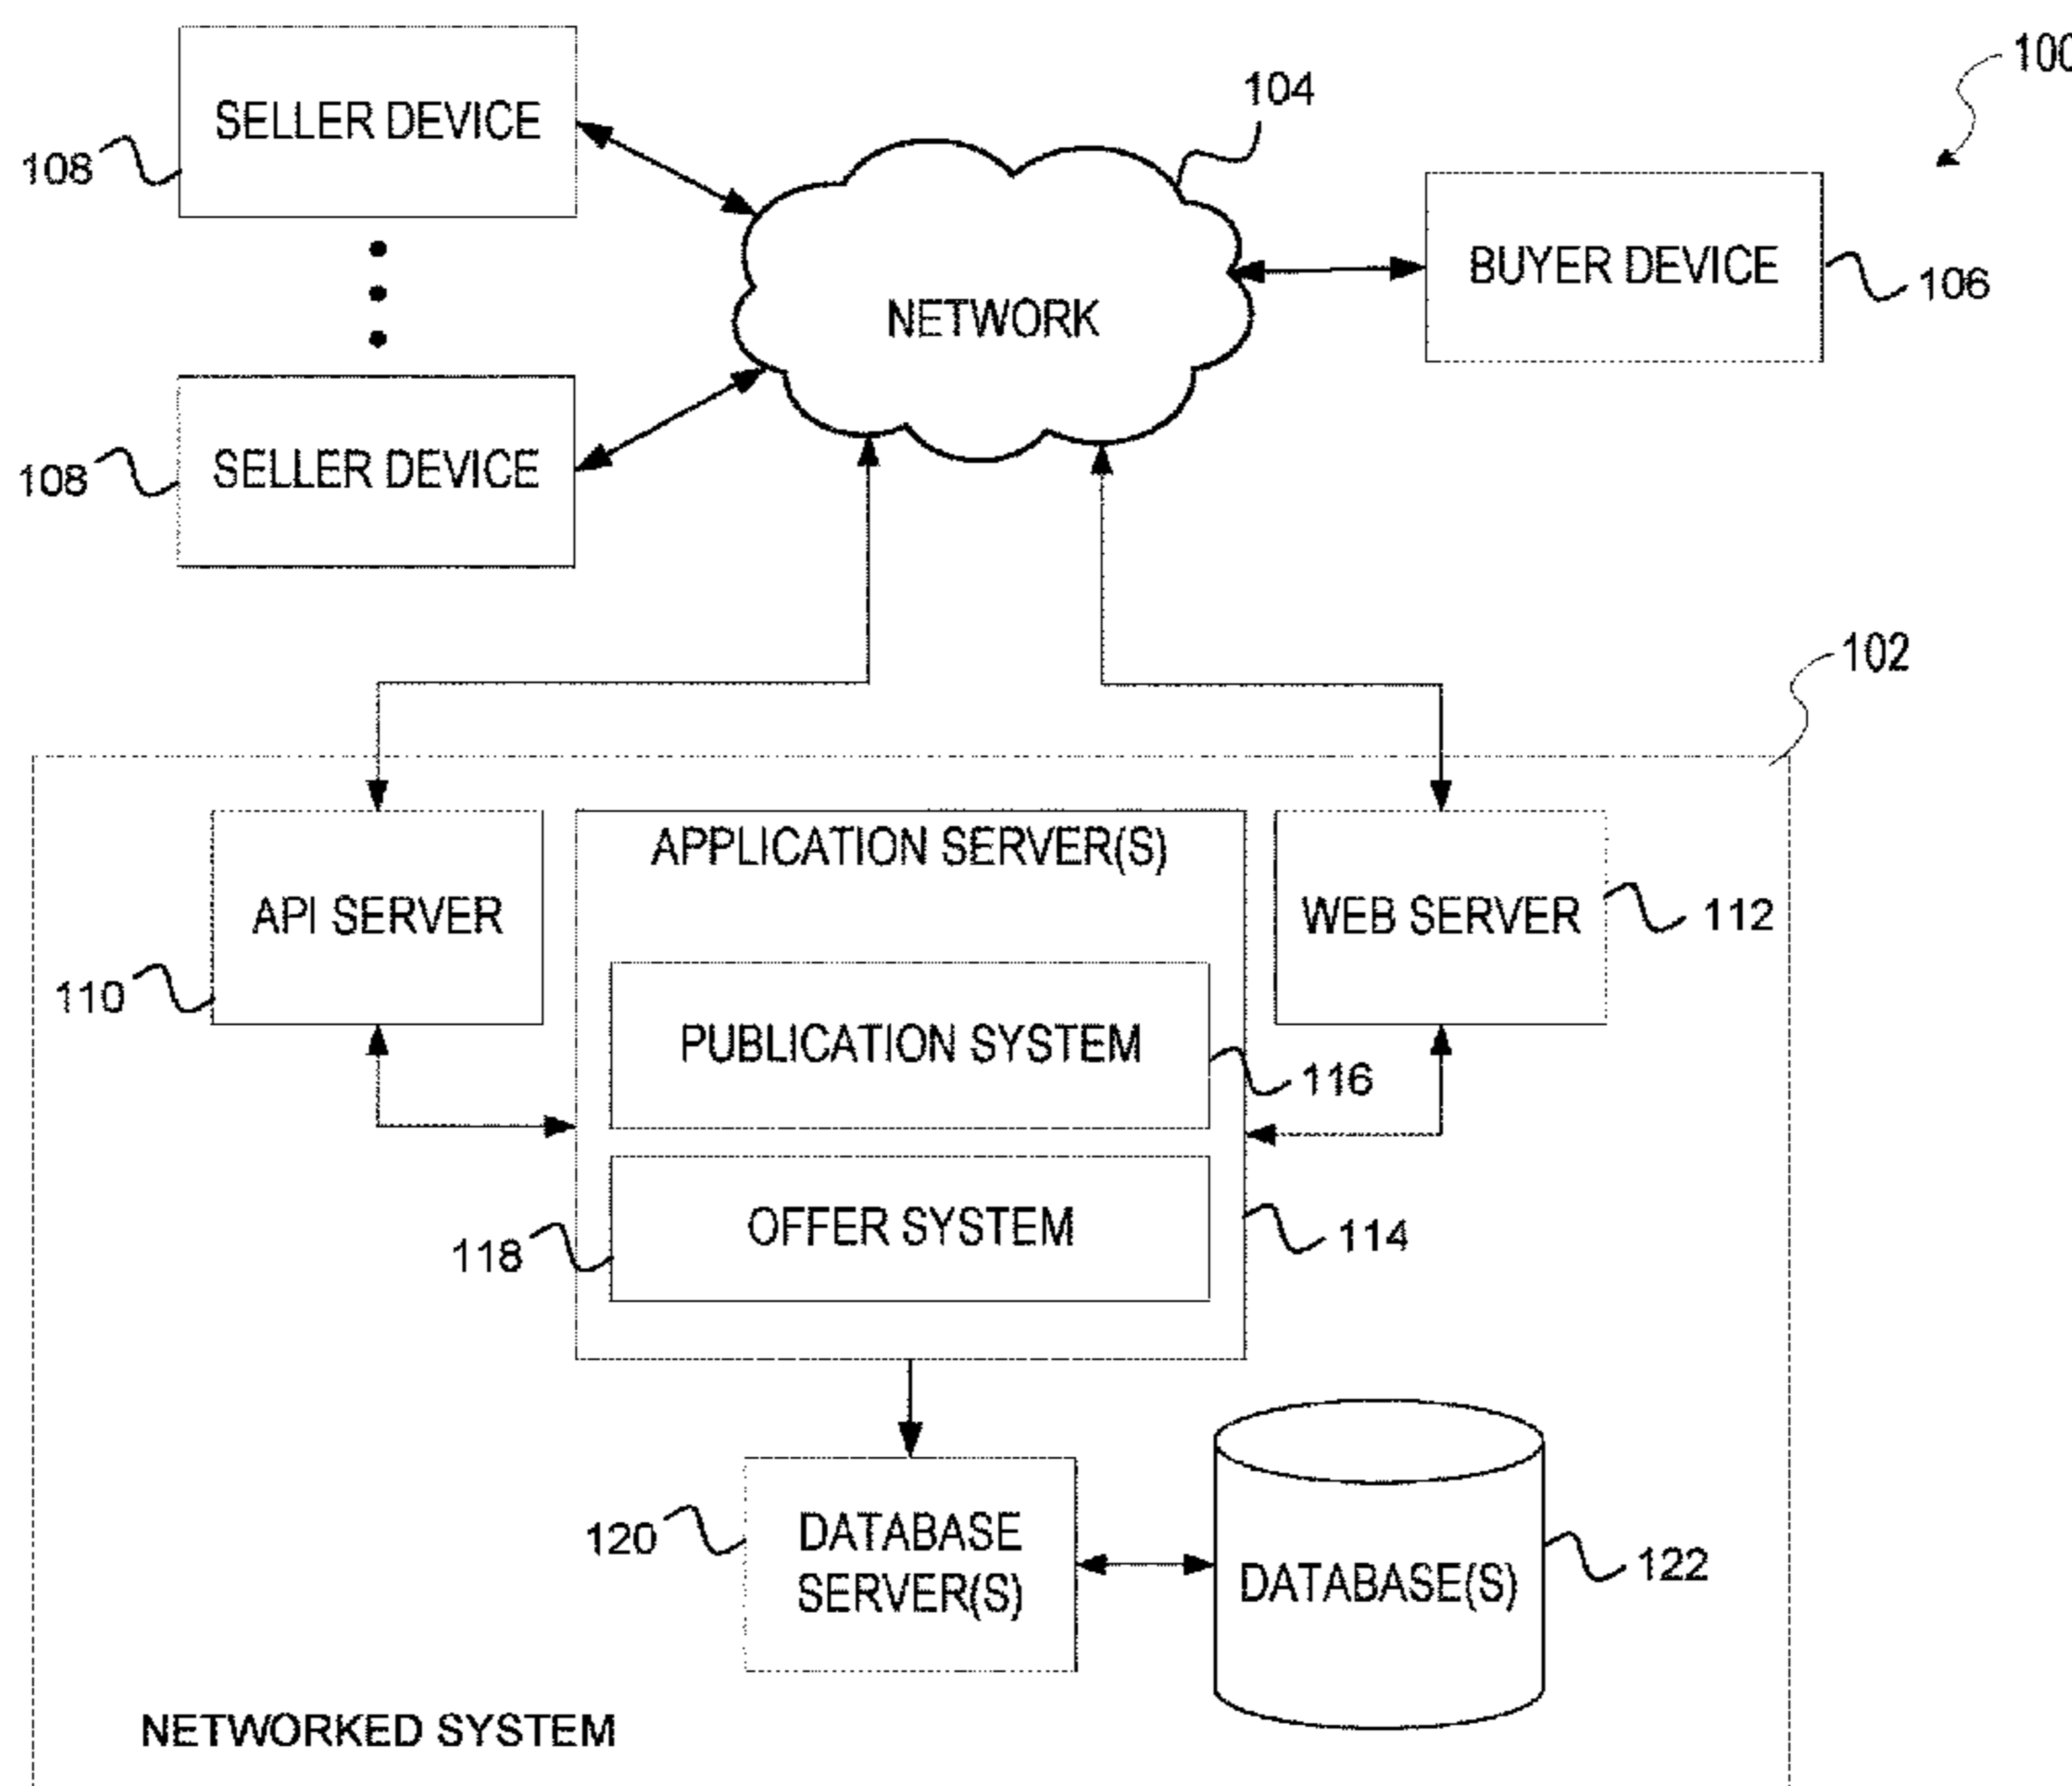 100
104
SELLER DEVICE
108
BUYER DEVICE
106
NETWORK
SELLER DEVICE
108
102
APPLICATION SERVER(S)
API SERVER
110
WEB SERVER
112
PUBLICATION SYSTEM
116
OFFER SYSTEM
118
114
DATABASE
SERVER(S)
120
DATABASE(S)
122
NETWORKED SYSTEM